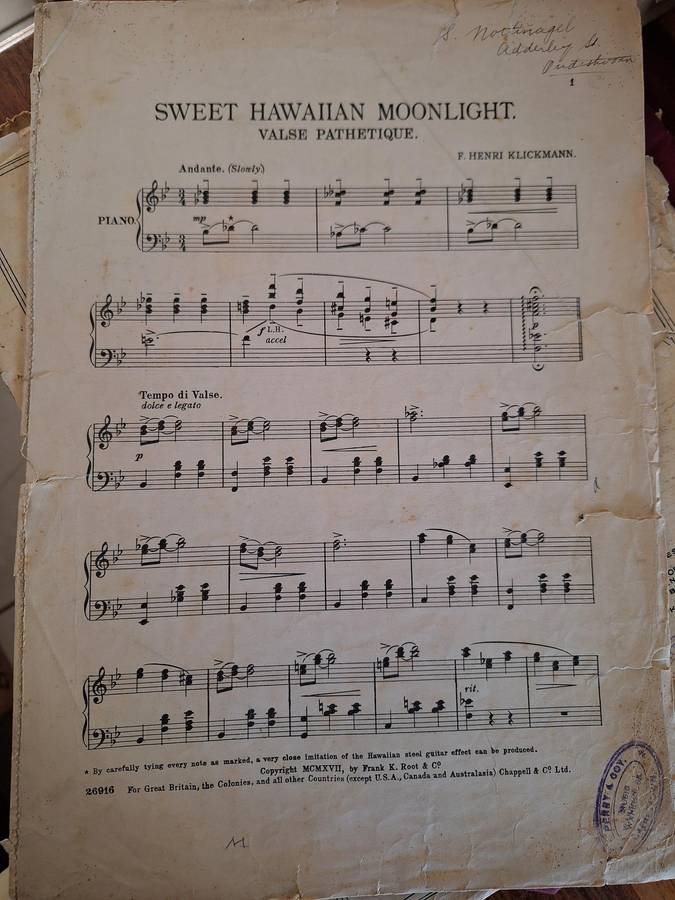 S. Nothnagel
Adderley St.
1
SWEET HAWAIIAN MOONLIGHT.
VALSE PATHETIQUE.
F. HENRI KLICKMANN.
Andante. (Slowly)
PIANO.
mp
f L.H.
accel
Tempo di Valse.
dolce e legato
p
rit.
* By carefully tying every note as marked, a very close imitation of the Hawaiian steel guitar effect can be produced.
Copyright MCMXVII, by Frank K. Root & Co
26916 For Great Britain, the Colonies, and all other Countries (except U.S.A., Canada and Australasia) Chappell & Co. Ltd.
PERRY & COY.
MUSIC